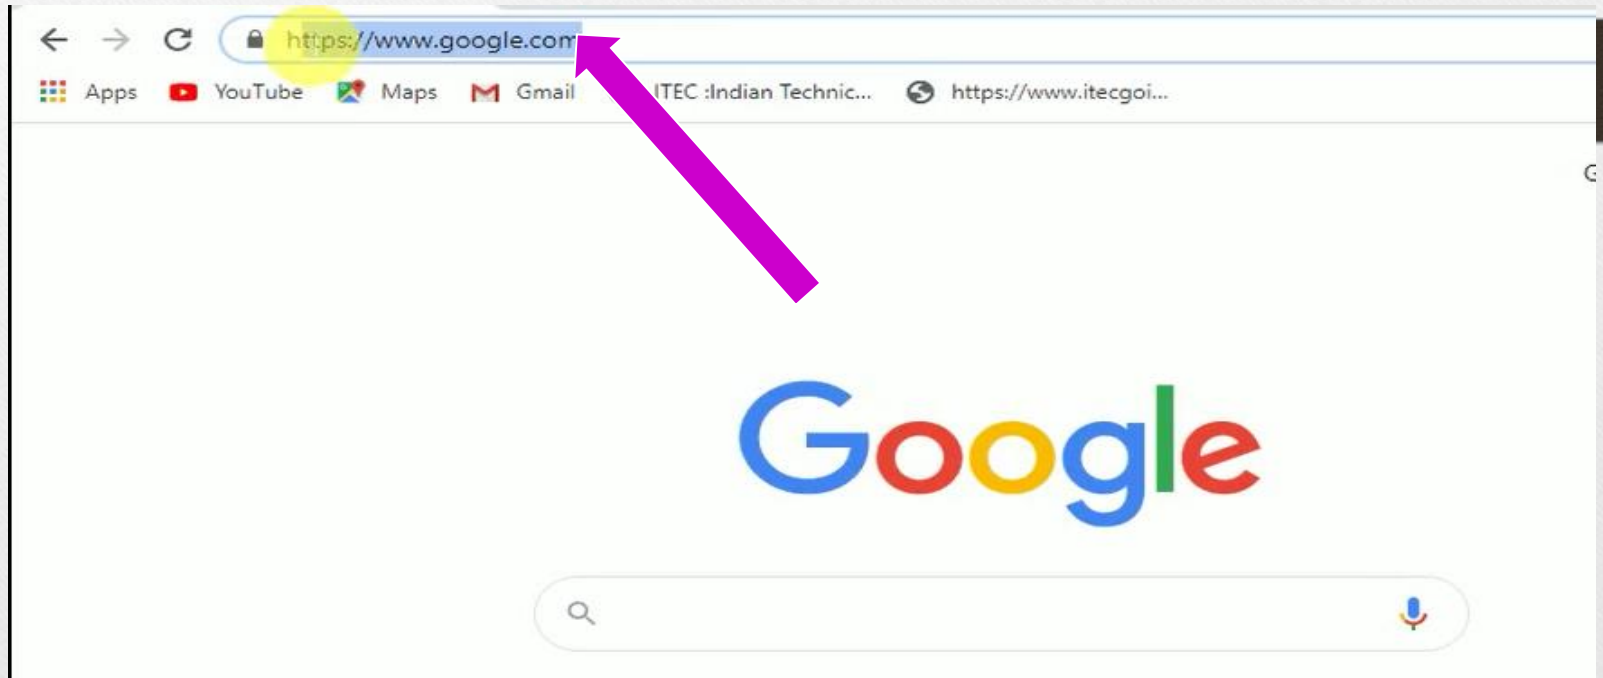 https://www.google.com
Apps YouTube Maps Gmail ITEC :Indian Technic... https://www.itecgoi...
G
Google